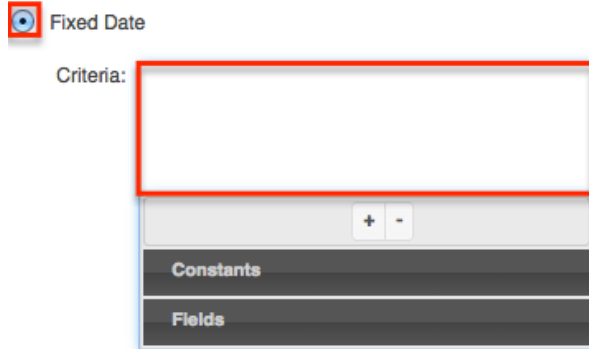 Fixed Date
Criteria:
+ -
Constants
Fields